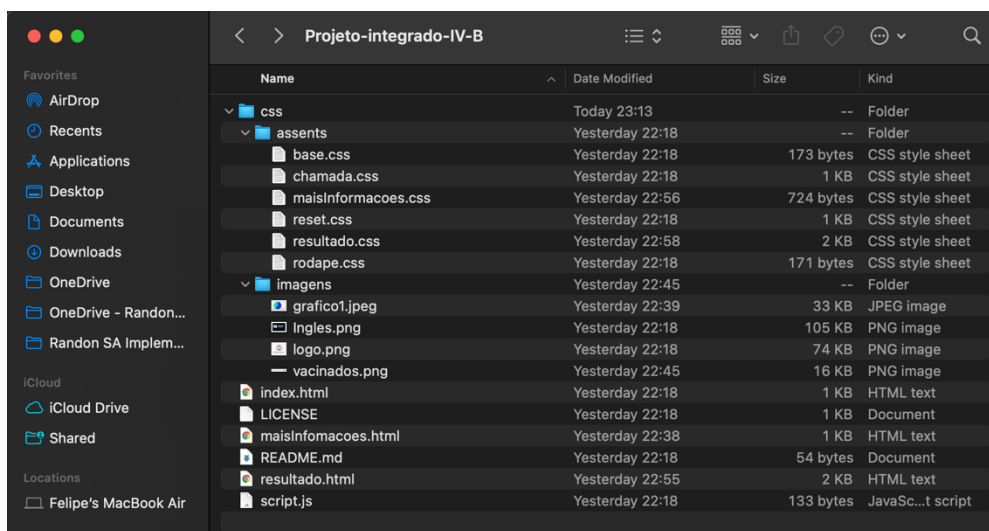 Projeto-integrado-IV-B
Favorites
AirDrop
Recents
Applications
Desktop
Documents
Downloads
OneDrive
OneDrive - Randon...
Randon SA Implem...
iCloud
iCloud Drive
Shared
Locations
Felipe's MacBook Air
Name Date Modified Size Kind
css Today 23:13 -- Folder
assents Yesterday 22:18 -- Folder
base.css Yesterday 22:18 173 bytes CSS style sheet
chamada.css Yesterday 22:18 1 KB CSS style sheet
maisInformacoes.css Yesterday 22:56 724 bytes CSS style sheet
reset.css Yesterday 22:18 1 KB CSS style sheet
resultado.css Yesterday 22:58 2 KB CSS style sheet
rodape.css Yesterday 22:18 171 bytes CSS style sheet
imagens Yesterday 22:45 -- Folder
grafico1.jpeg Yesterday 22:39 33 KB JPEG image
Ingles.png Yesterday 22:18 105 KB PNG image
logo.png Yesterday 22:18 74 KB PNG image
vacinados.png Yesterday 22:45 16 KB PNG image
index.html Yesterday 22:18 1 KB HTML text
LICENSE Yesterday 22:18 1 KB Document
maisInfomacoes.html Yesterday 22:38 1 KB HTML text
README.md Yesterday 22:18 54 bytes Document
resultado.html Yesterday 22:55 2 KB HTML text
script.js Yesterday 22:18 133 bytes JavaSc...t script